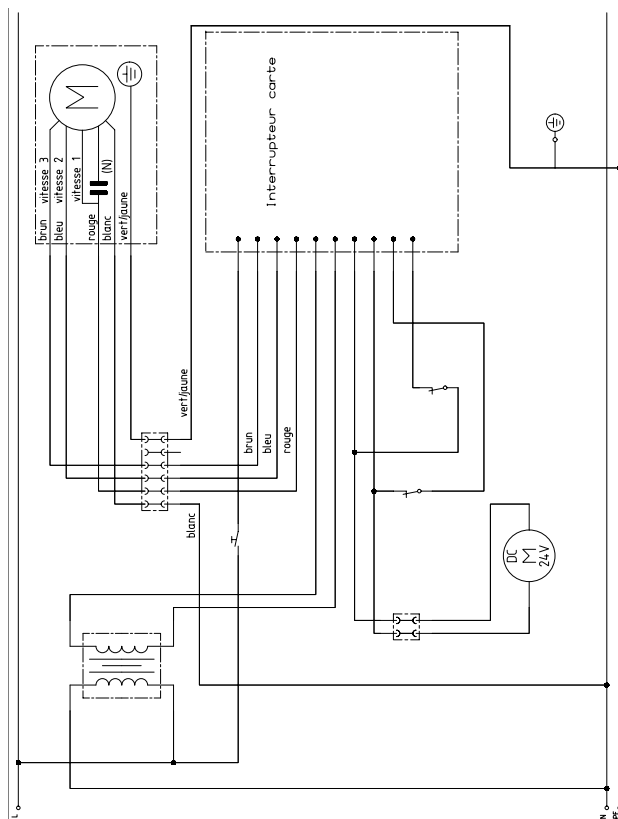 Interrupteur carte
M
brun vitesse 3
bleu vitesse 2
vitesse 1
rouge (N)
blanc
vert/jaune
vert/jaune
brun
bleu
rouge
blanc
DC
M
24V
L
N
PE